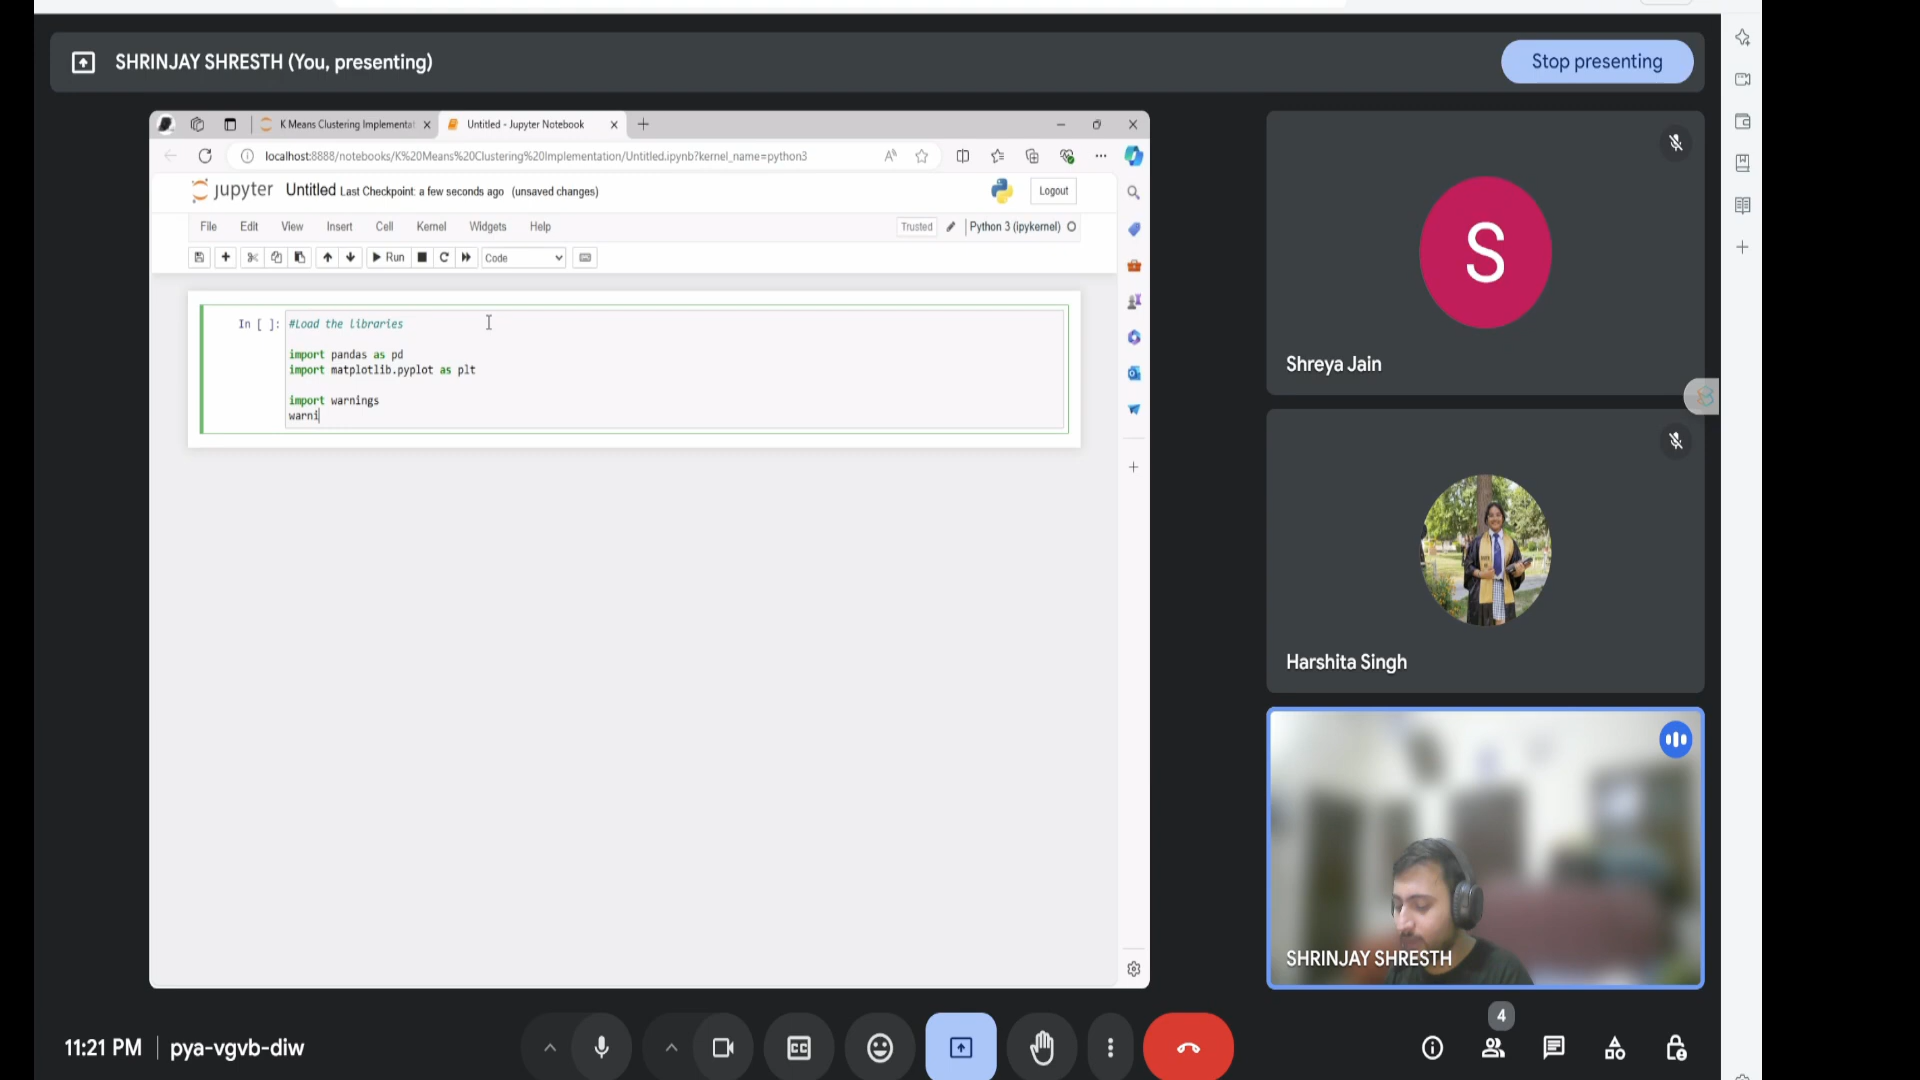 SHRINJAY SHRESTH (You, presenting)
Stop presenting
K Means Clustering Implementat
Untitled - Jupyter Notebook
localhost:8888/notebooks/K%20Means%20Clustering%20Implementation/Untitled.ipynb?kernel_name=python3
jupyter Untitled Last Checkpoint: a few seconds ago (unsaved changes)
Logout
File Edit View Insert Cell Kernel Widgets Help
Trusted
Python 3 (ipykernel)
Run
Code
In [ ]: #Load the libraries
import pandas as pd
import matplotlib.pyplot as plt
import warnings
warni
S
Shreya Jain
Harshita Singh
SHRINJAY SHRESTH
11:21 PM
pya-vgvb-diw
CC
4